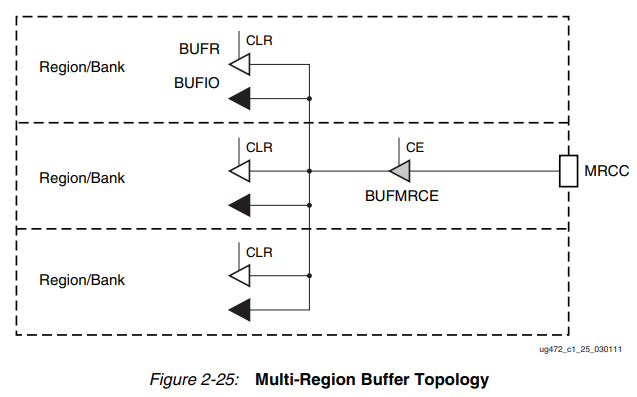 BUFR
CLR
Region/Bank
BUFIO
CLR
CE
Region/Bank
MRCC
BUFMRCE
CLR
Region/Bank
ug472_c1_25_030111
Figure 2-25: Multi-Region Buffer Topology